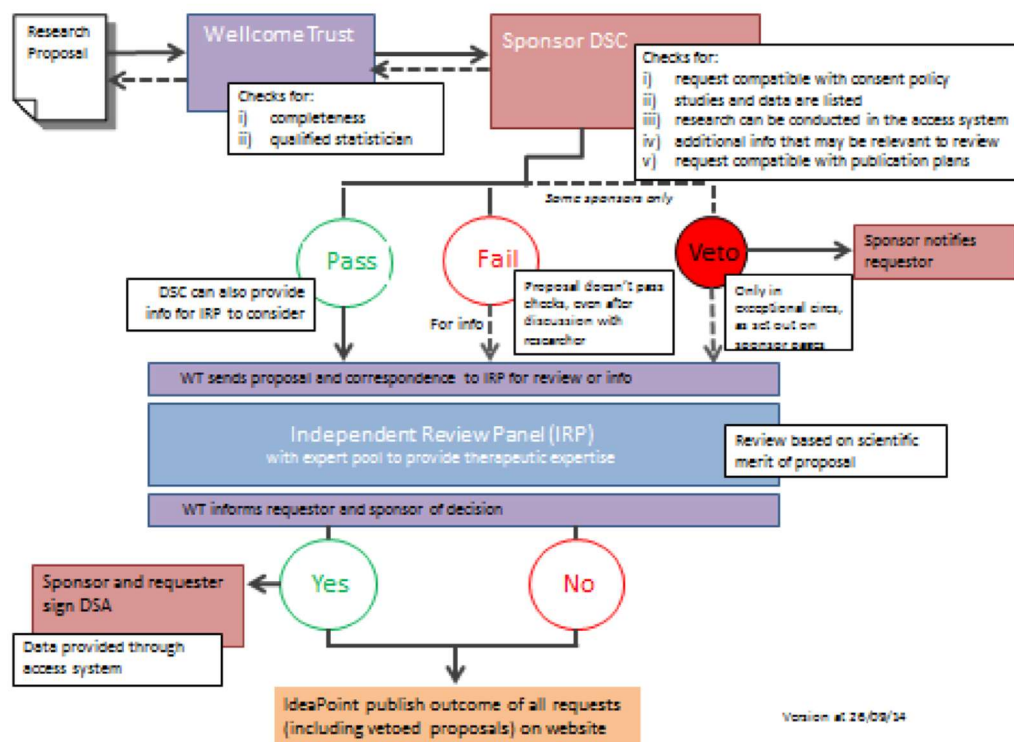 Research
Proposal
Wellcome Trust
Checks for:
i) completeness
ii) qualified statistician
Sponsor DSC
Checks for:
i) request compatible with consent policy
ii) studies and data are listed
iii) research can be conducted in the access system
iv) additional info that may be relevant to review
v) request compatible with publication plans
Some sponsors only
Pass
Fail
Veto
Sponsor notifies
requestor
DSC can also provide
info for IRP to consider
For info
Proposal doesn't pass
checks, even after
discussion with
researcher
Only in
exceptional circs,
as set out on
sponsor pages
WT sends proposal and correspondence to IRP for review or info
Independent Review Panel (IRP)
with expert pool to provide therapeutic expertise
Review based on scientific
merit of proposal
WT informs requestor and sponsor of decision
Yes
No
Sponsor and requester
sign DSA
Data provided through
access system
IdeaPoint publish outcome of all requests
(including vetoed proposals) on website
Version at 26/09/14